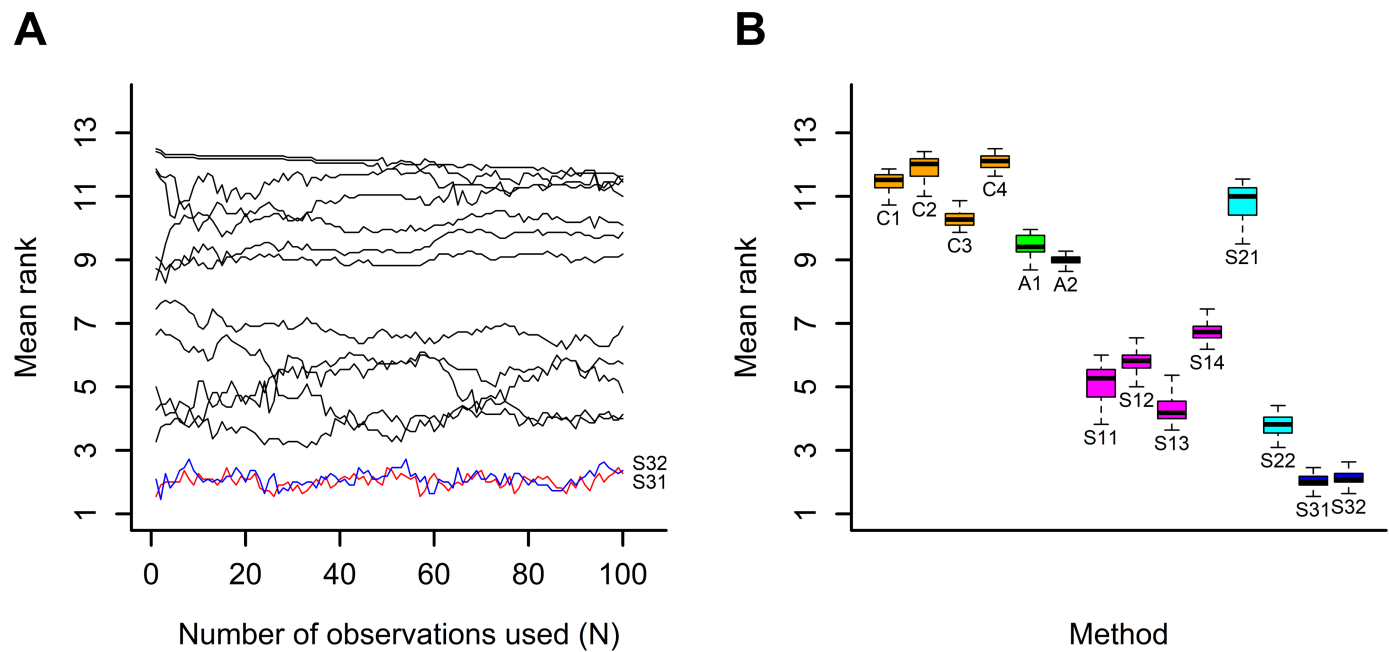 A
Mean rank
13
11
9
7
5
3
1
0 20 40 60 80 100
Number of observations used (N)
S32
S31
B
Mean rank
13
11
9
7
5
3
1
C1
C2
C3
C4
A1
A2
S11
S12
S13
S14
S21
S22
S31
S32
Method